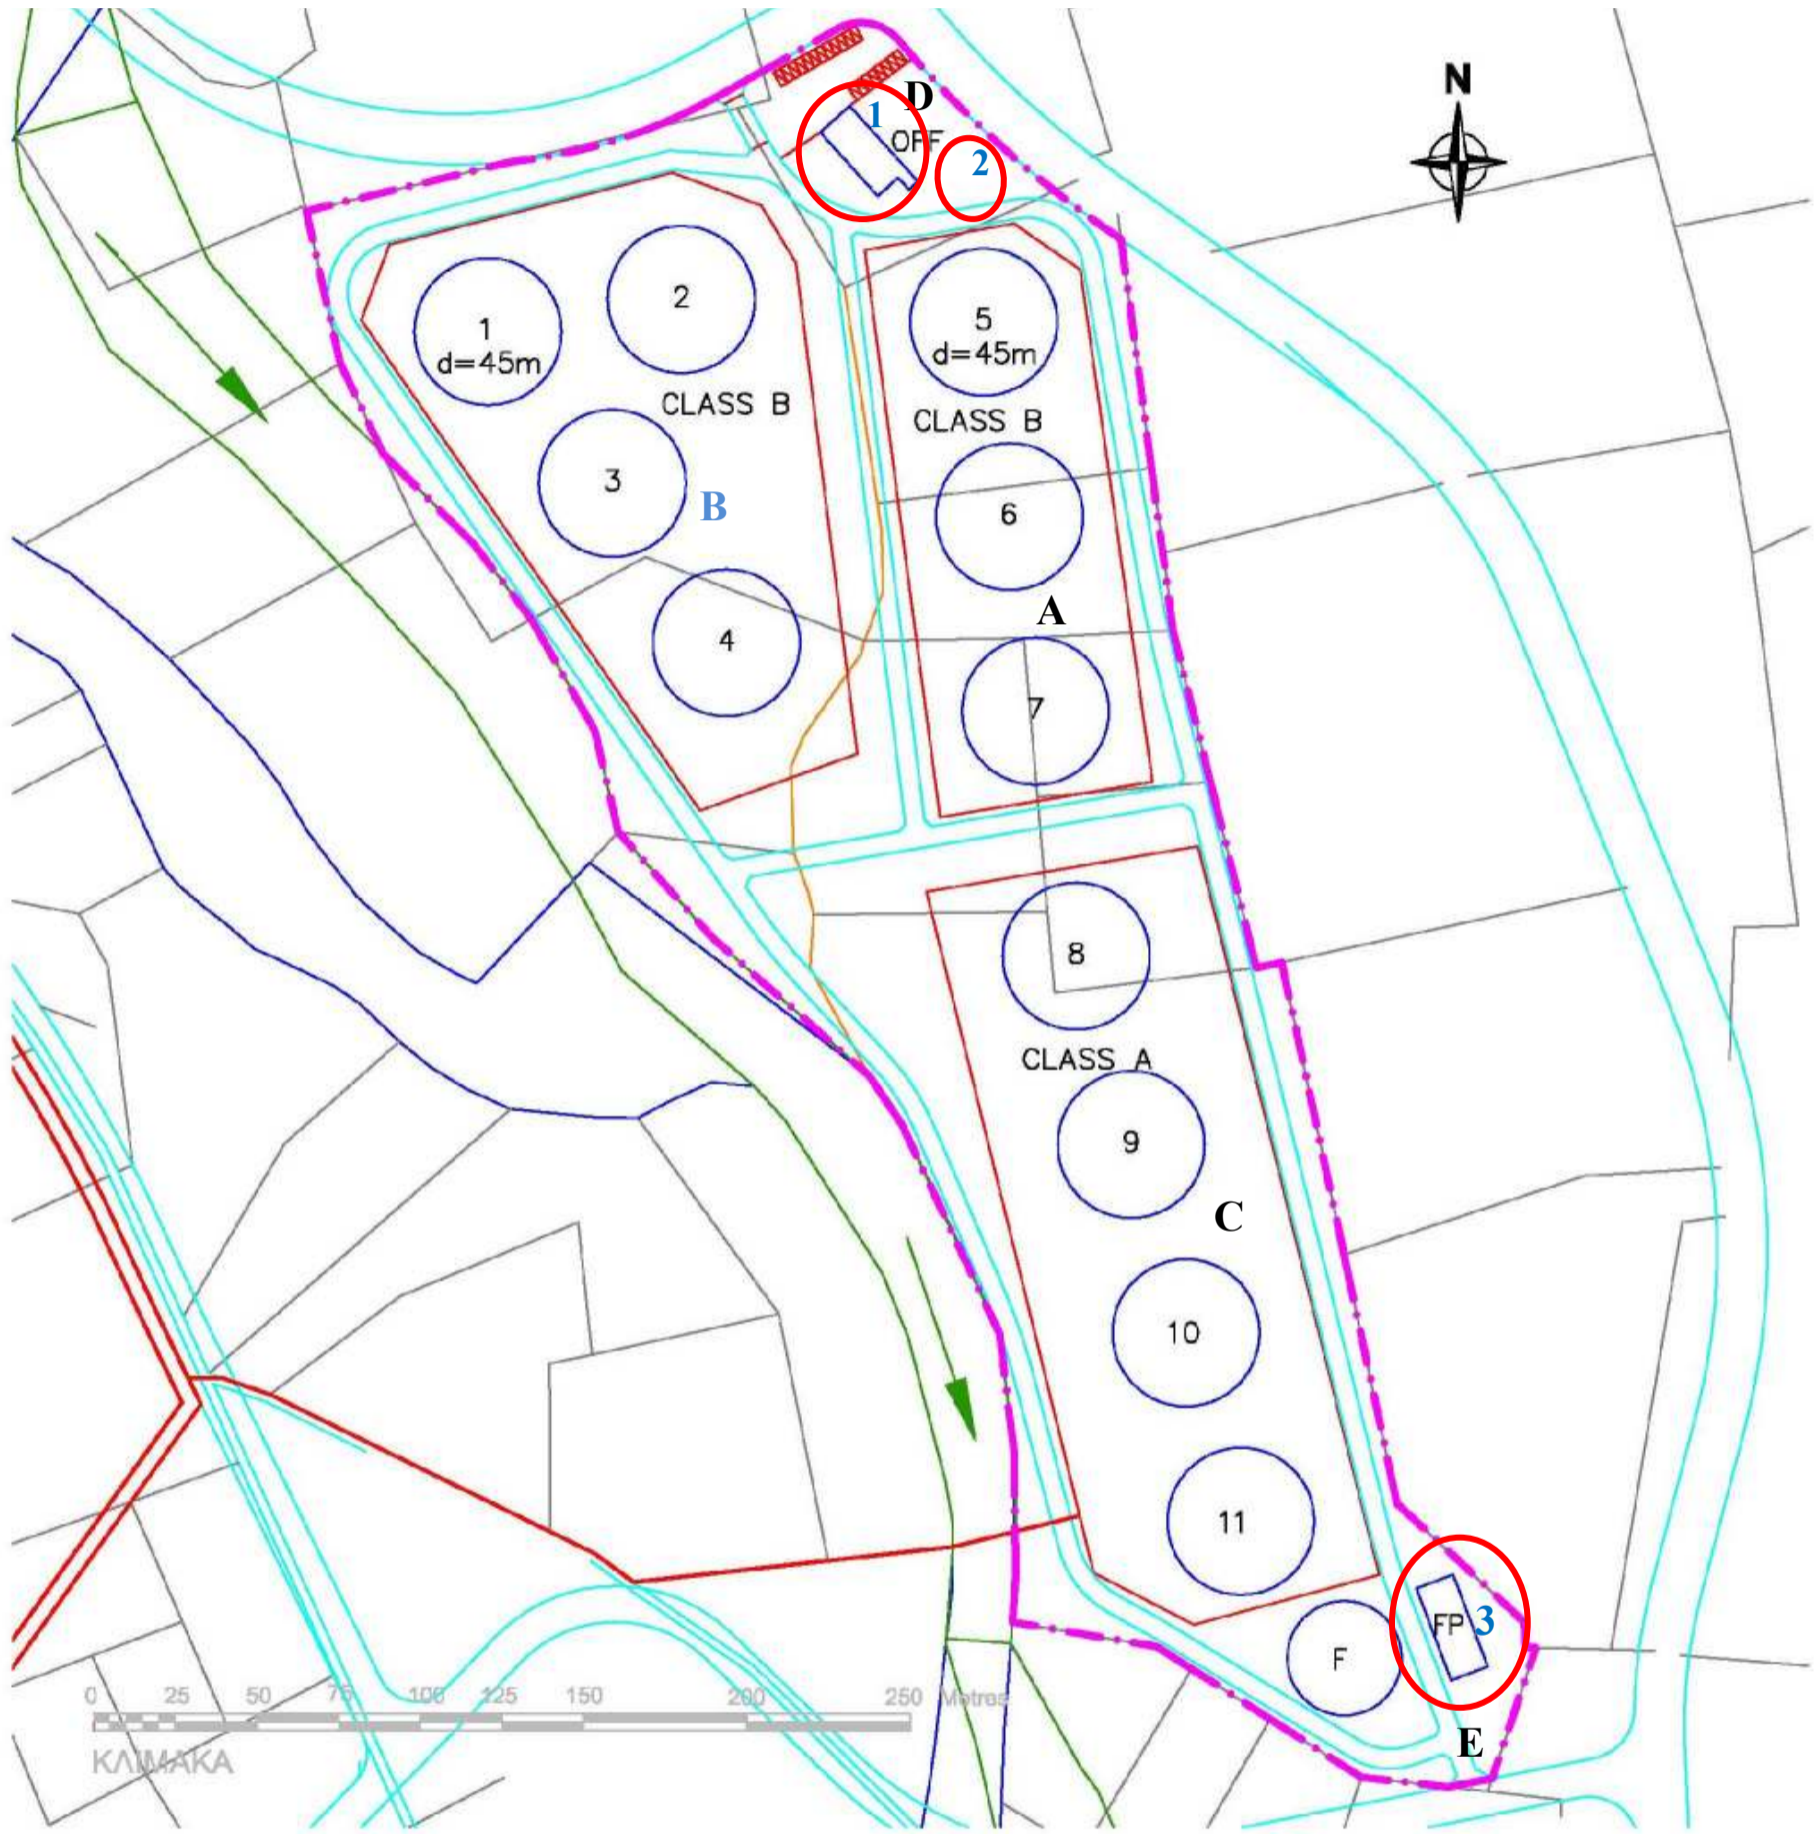 N
D
1
OFF
2
1
d=45m
2
5
d=45m
CLASS B
CLASS B
3
B
6
A
4
7
8
CLASS A
9
C
10
11
FP
3
F
E
0 25 50 75 100 125 150 200 250 Metres
ΚΛΙΜΑΚΑ